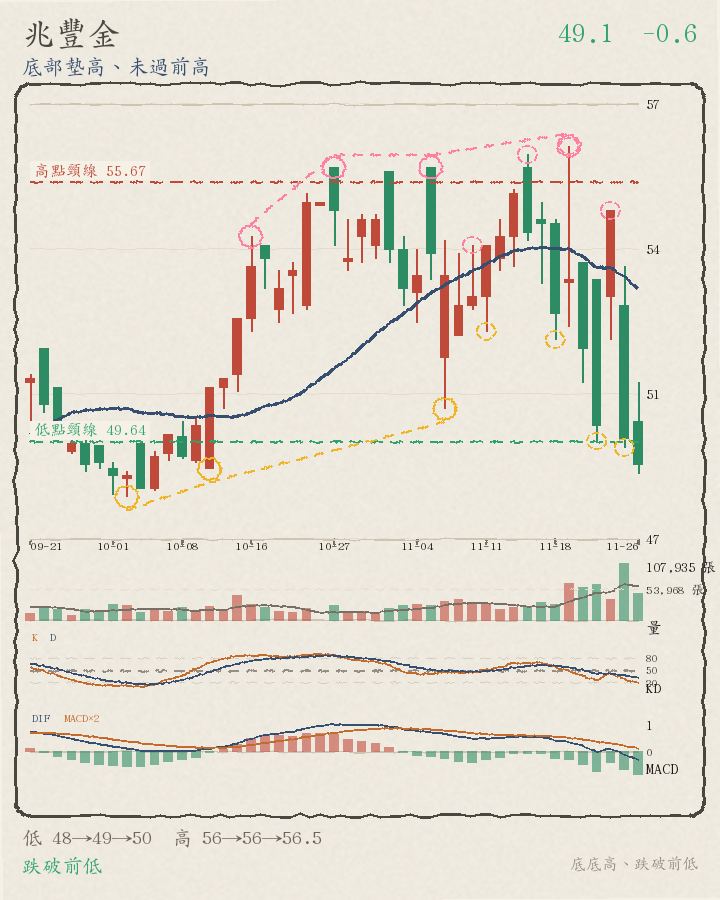 兆豐金 49.1 -0.6
底部墊高、未過前高
57
高點頸線 55.67
54
51
低點頸線 49.64
47
09-21 10-01 10-08 10-16 10-27 11-04 11-11 11-18 11-26
107,935 張
53,968 張
量
K D
80
50
20
KD
DIF MACD×2
1
0
MACD
低 48→49→50 高 56→56→56.5
跌破前低
底底高、跌破前低